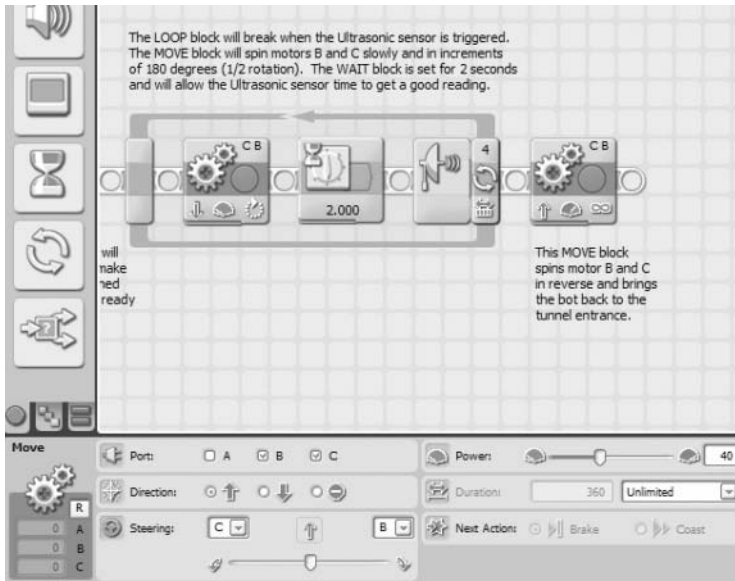 The LOOP block will break when the Ultrasonic sensor is triggered.
The MOVE block will spin motors B and C slowly and in increments
of 180 degrees (1/2 rotation). The WAIT block is set for 2 seconds
and will allow the Ultrasonic sensor time to get a good reading.
C B
2.000
4
C B
will
make
ned
ready
This MOVE block
spins motor B and C
in reverse and brings
the bot back to the
tunnel entrance.
Move
R
0 A
0 B
0 C
Port: A B C
Direction:
Steering: C B
Power: 40
Duration: 360 Unlimited
Next Action: Brake Coast